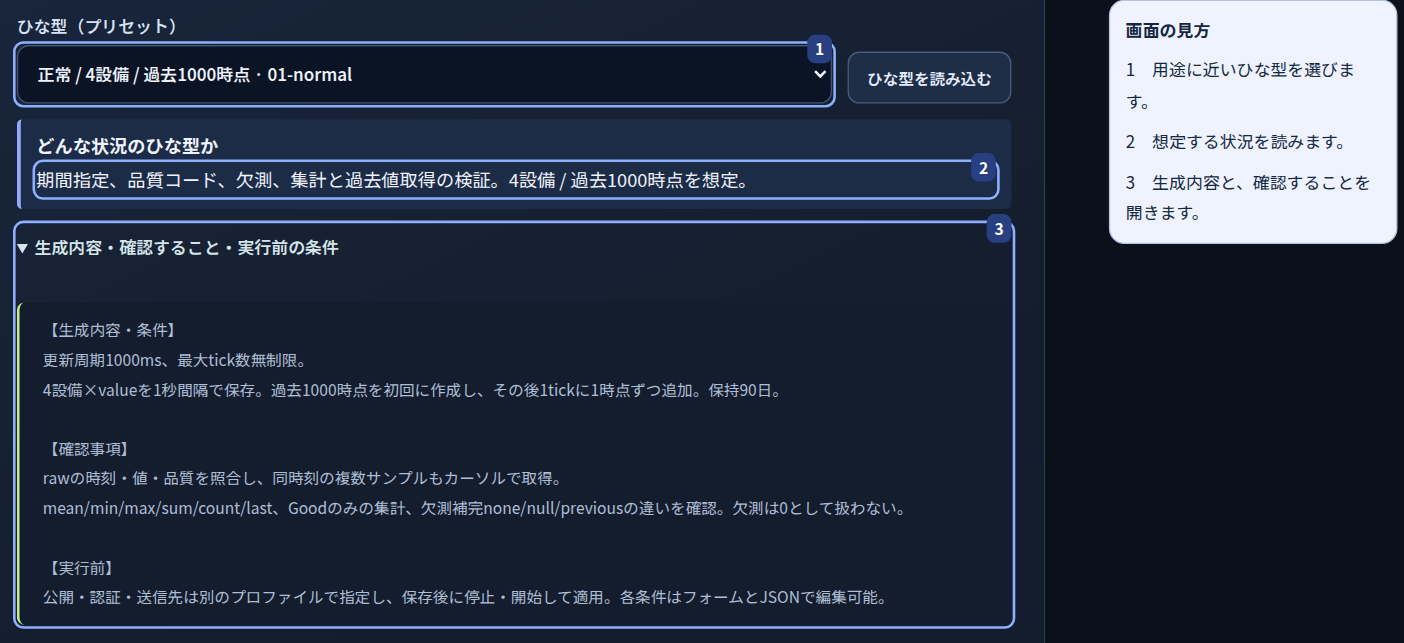 ひな型（プリセット）
正常 / 4設備 / 過去1000時点 · 01-normal
1
ひな型を読み込む
どんな状況のひな型か
期間指定、品質コード、欠測、集計と過去値取得の検証。4設備 / 過去1000時点を想定。
2
▼ 生成内容・確認すること・実行前の条件
3
【生成内容・条件】
更新周期1000ms、最大tick数無制限。
4設備×valueを1秒間隔で保存。過去1000時点を初回に作成し、その後1tickに1時点ずつ追加。保持90日。
【確認事項】
rawの時刻・値・品質を照合し、同時刻の複数サンプルもカーソルで取得。
mean/min/max/sum/count/last、Goodのみの集計、欠測補完none/null/previousの違いを確認。欠測は0として扱わない。
【実行前】
公開・認証・送信先は別のプロファイルで指定し、保存後に停止・開始して適用。各条件はフォームとJSONで編集可能。
画面の見方
1　用途に近いひな型を選びま
す。
2　想定する状況を読みます。
3　生成内容と、確認することを
開きます。